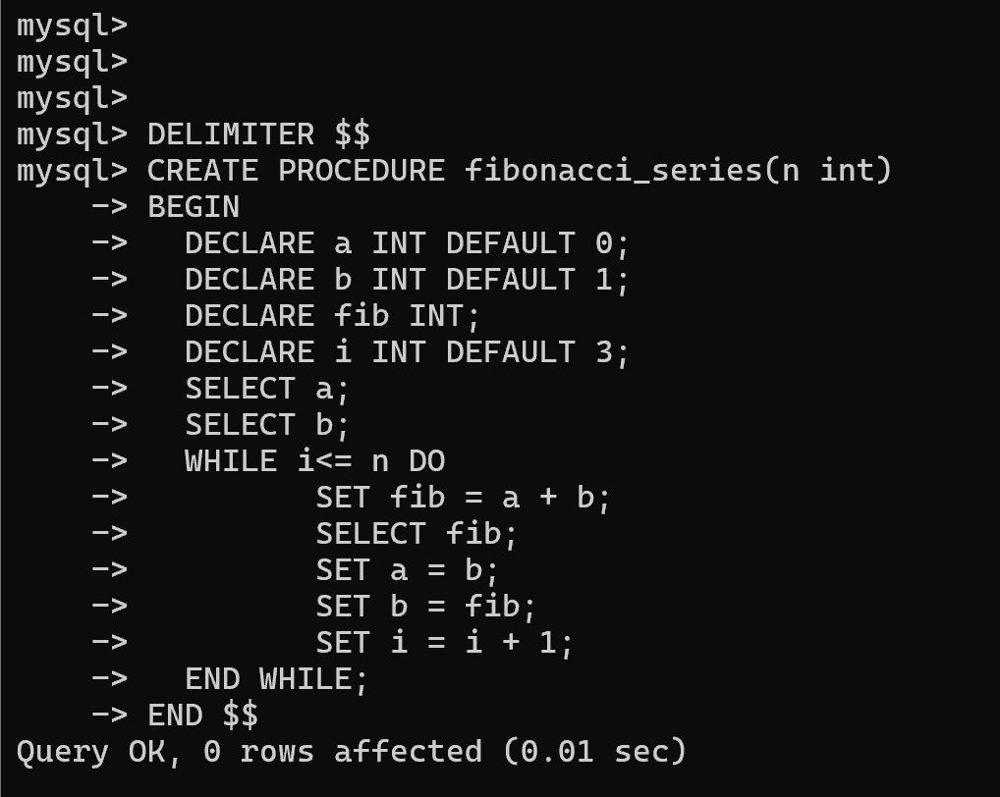 mysql>
mysql>
mysql>
mysql> DELIMITER $$
mysql> CREATE PROCEDURE fibonacci_series(n int)
    -> BEGIN
    ->   DECLARE a INT DEFAULT 0;
    ->   DECLARE b INT DEFAULT 1;
    ->   DECLARE fib INT;
    ->   DECLARE i INT DEFAULT 3;
    ->   SELECT a;
    ->   SELECT b;
    ->   WHILE i<= n DO
    ->          SET fib = a + b;
    ->          SELECT fib;
    ->          SET a = b;
    ->          SET b = fib;
    ->          SET i = i + 1;
    ->   END WHILE;
    -> END $$
Query OK, 0 rows affected (0.01 sec)